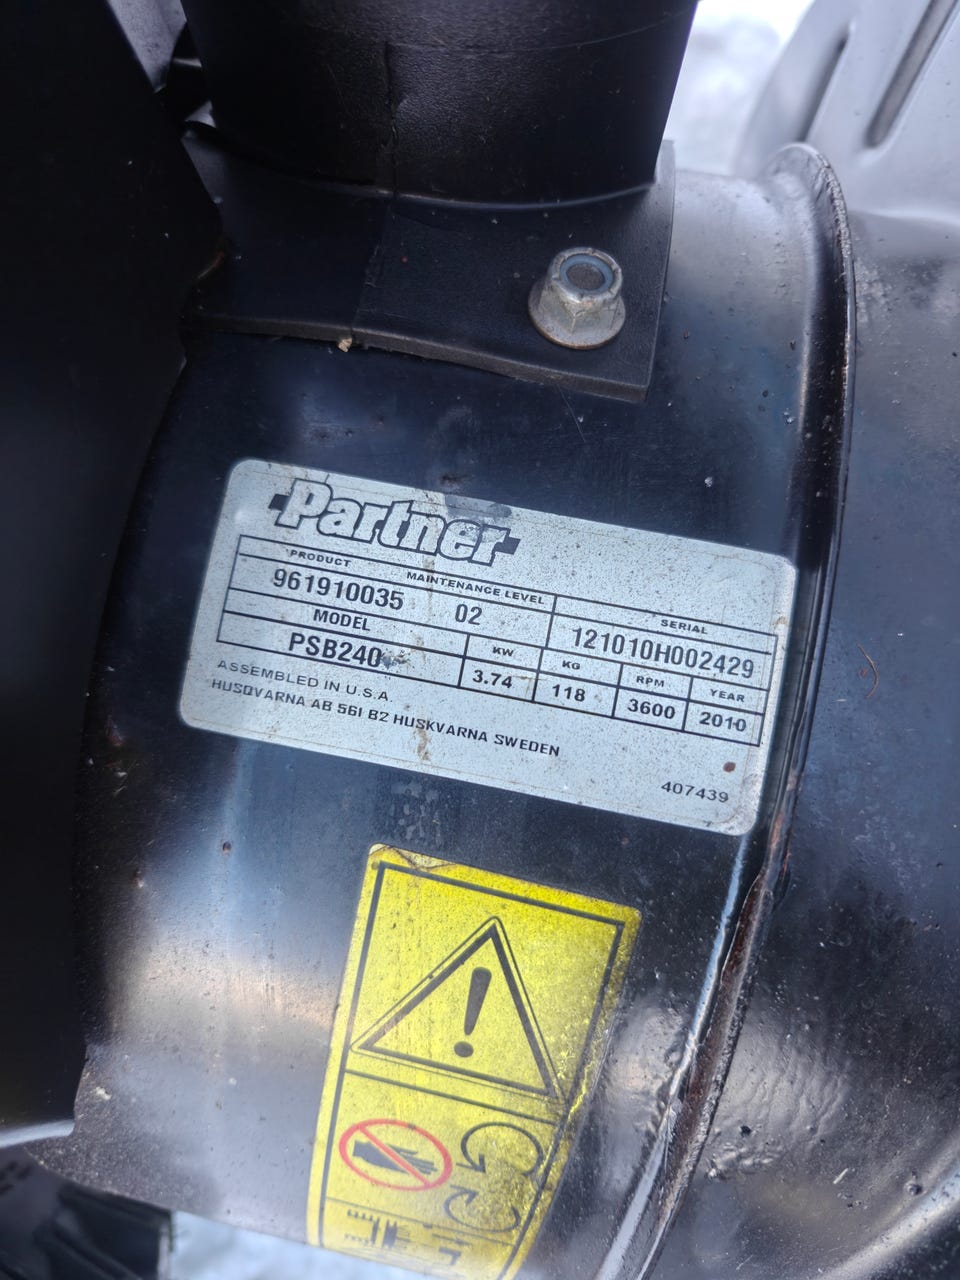 Partner
PRODUCT MAINTENANCE LEVEL SERIAL
961910035 02 121010H002429
MODEL KW KG RPM YEAR
PSB240 3.74 118 3600 2010
ASSEMBLED IN U.S.A
HUSQVARNA AB 561 82 HUSKVARNA SWEDEN
407439